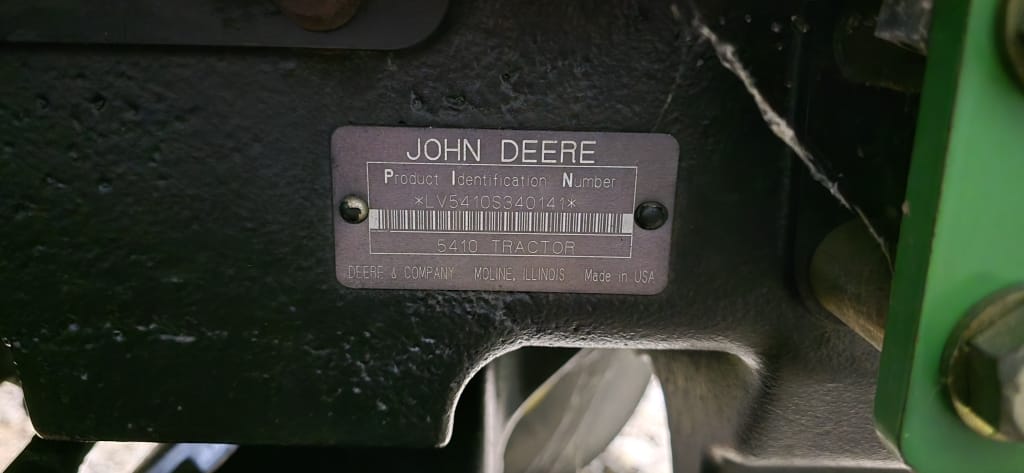 JOHN DEERE
Product Identification Number
*LV5410S340141*
5410 TRACTOR
DEERE & COMPANY MOLINE, ILLINOIS Made in USA